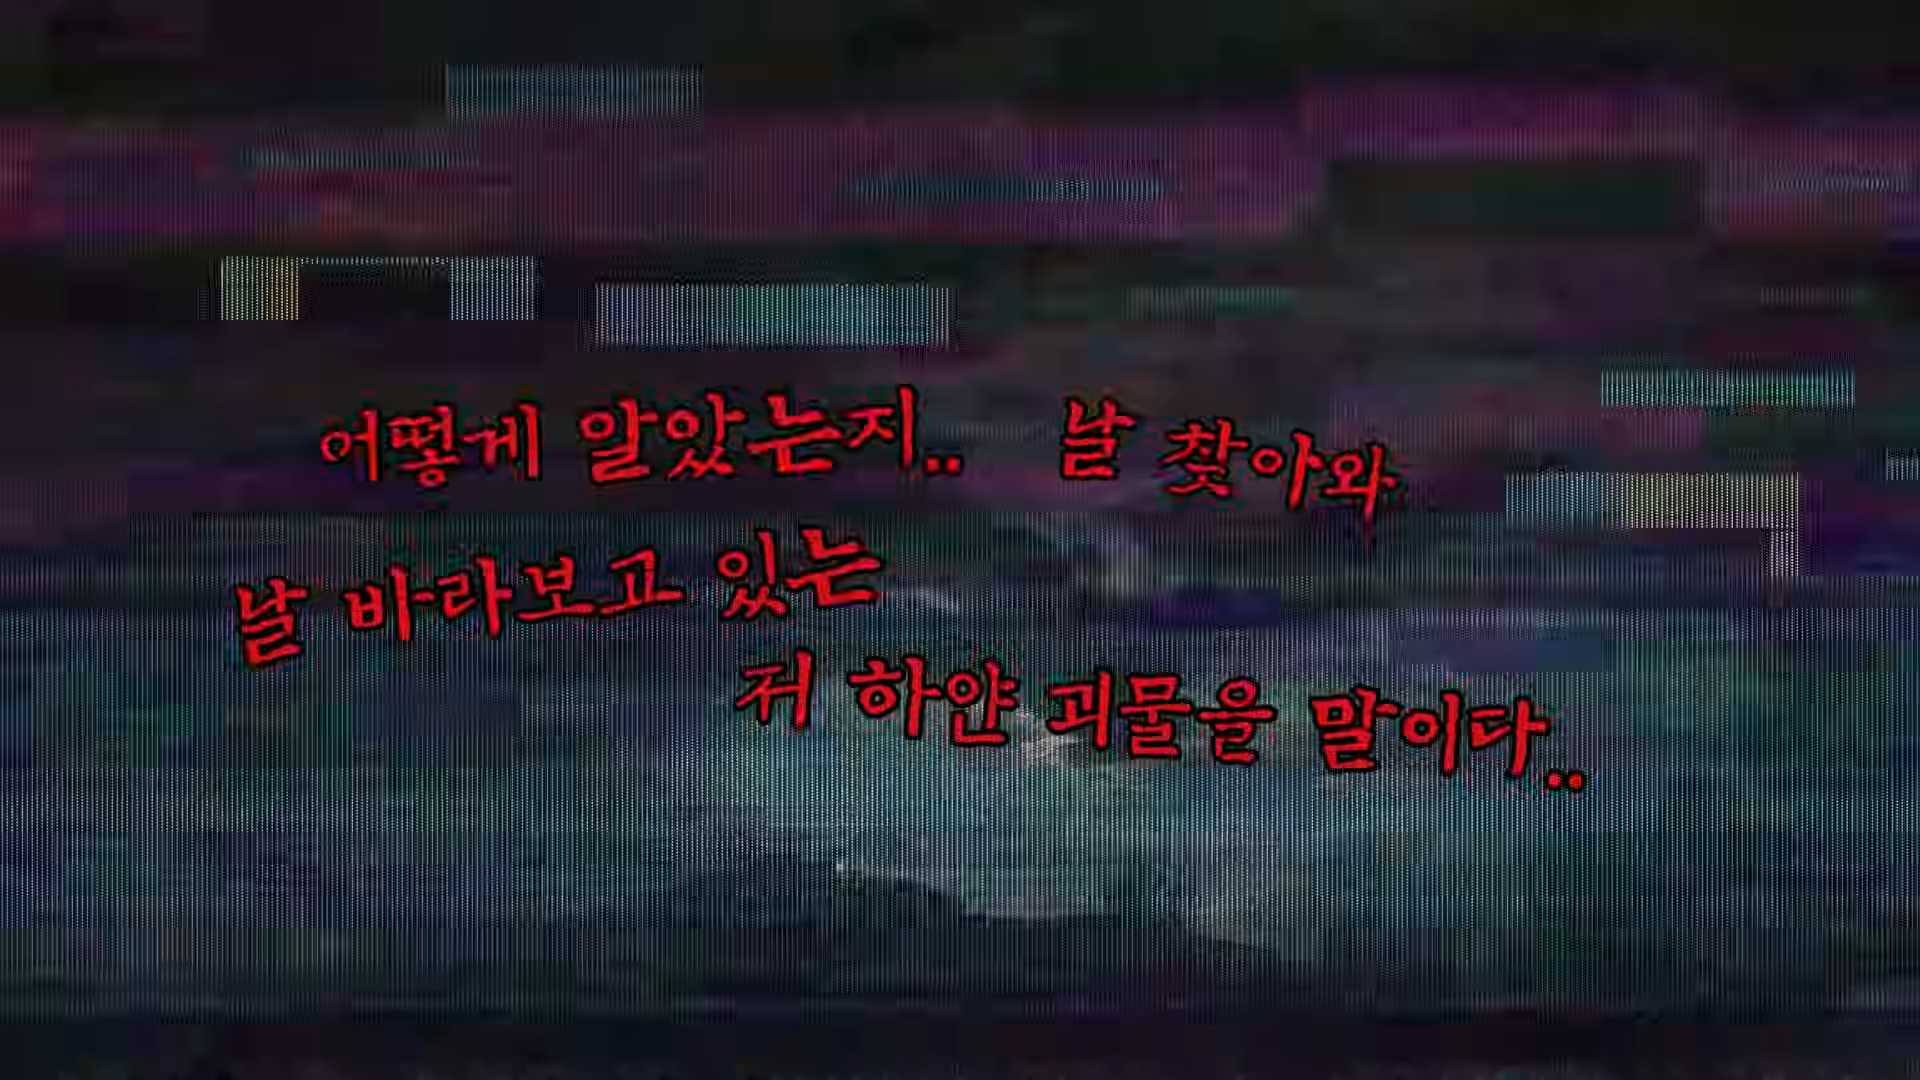 어떻게 알았는지.. 날 찾아와
날 바라보고 있는
저 하얀 괴물을 말이다..